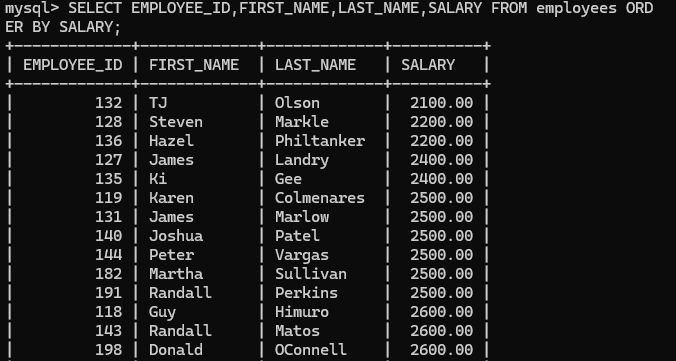 mysql> SELECT EMPLOYEE_ID,FIRST_NAME,LAST_NAME,SALARY FROM employees ORD
ER BY SALARY;
+-------------+-------------+-------------+----------+
| EMPLOYEE_ID | FIRST_NAME  | LAST_NAME   | SALARY   |
+-------------+-------------+-------------+----------+
|         132 | TJ          | Olson       |  2100.00 |
|         128 | Steven      | Markle      |  2200.00 |
|         136 | Hazel       | Philtanker  |  2200.00 |
|         127 | James       | Landry      |  2400.00 |
|         135 | Ki          | Gee         |  2400.00 |
|         119 | Karen       | Colmenares  |  2500.00 |
|         131 | James       | Marlow      |  2500.00 |
|         140 | Joshua      | Patel       |  2500.00 |
|         144 | Peter       | Vargas      |  2500.00 |
|         182 | Martha      | Sullivan    |  2500.00 |
|         191 | Randall     | Perkins     |  2500.00 |
|         118 | Guy         | Himuro      |  2600.00 |
|         143 | Randall     | Matos       |  2600.00 |
|         198 | Donald      | OConnell    |  2600.00 |